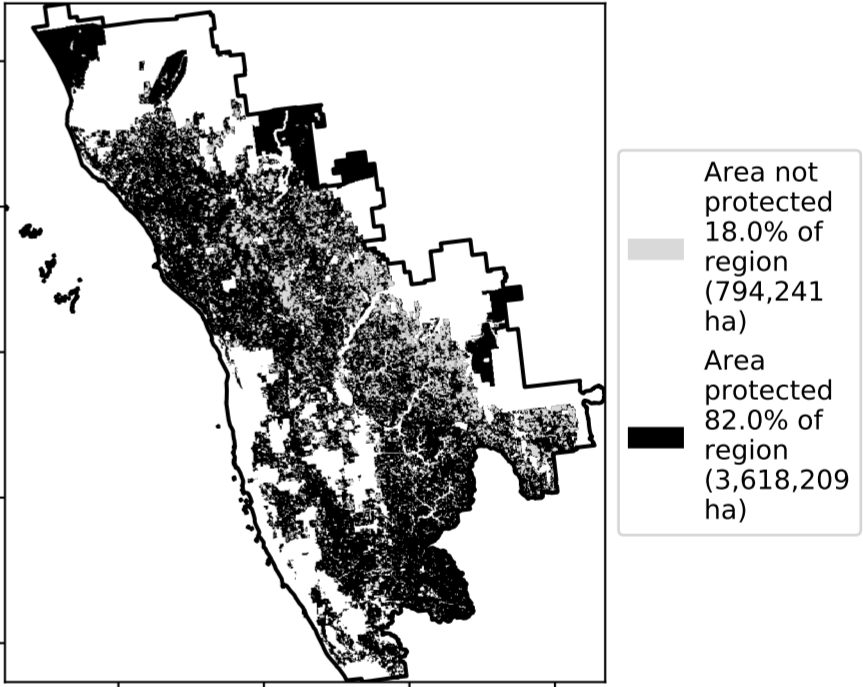 Area not
protected
18.0% of
region
(794,241
ha)
Area
protected
82.0% of
region
(3,618,209
ha)